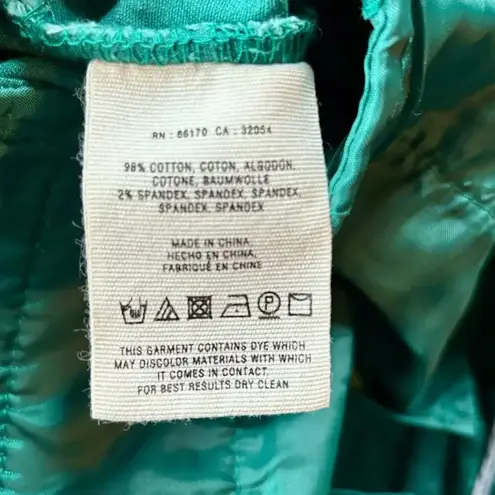 RN : 86170 CA : 32054
98% COTTON, COTON, ALGODON,
COTONE, BAUMWOLLE
2% SPANDEX, SPANDEX, SPANDEX,
SPANDEX, SPANDEX
MADE IN CHINA,
HECHO EN CHINA,
FABRIQUÉ EN CHINE
P
THIS GARMENT CONTAINS DYE WHICH
MAY DISCOLOR MATERIALS WITH WHICH
IT COMES IN CONTACT.
FOR BEST RESULTS DRY CLEAN